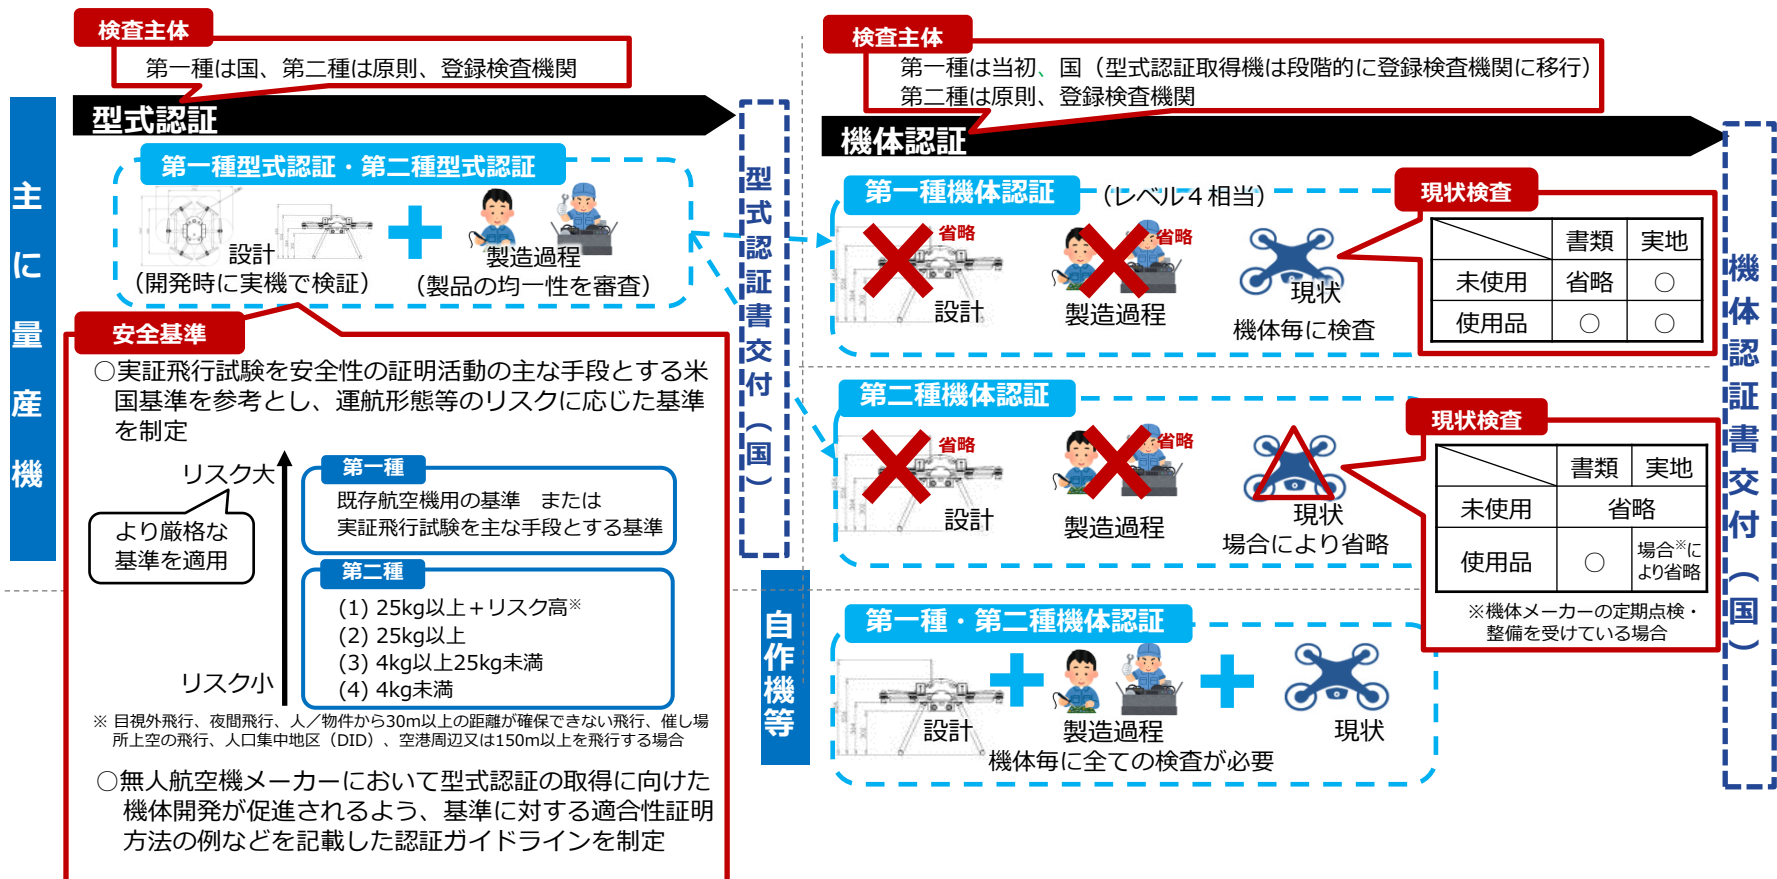 検査主体
第一種は国、第二種は原則、登録検査機関
型式認証
主に量産機
第一種型式認証・第二種型式認証
設計
(開発時に実機で検証)
製造過程
(製品の均一性を審査)
型式認証書交付(国)
安全基準
○実証飛行試験を安全性の証明活動の主な手段とする米
国基準を参考とし、運航形態等のリスクに応じた基準
を制定
リスク大
より厳格な
基準を適用
リスク小
第一種
既存航空機用の基準 または
実証飛行試験を主な手段とする基準
第二種
(1) 25kg以上+リスク高※
(2) 25kg以上
(3) 4kg以上25kg未満
(4) 4kg未満
※ 目視外飛行、夜間飛行、人/物件から30m以上の距離が確保できない飛行、催し場
所上空の飛行、人口集中地区(DID)、空港周辺又は150m以上を飛行する場合
○無人航空機メーカーにおいて型式認証の取得に向けた
機体開発が促進されるよう、基準に対する適合性証明
方法の例などを記載した認証ガイドラインを制定
検査主体
第一種は当初、国(型式認証取得機は段階的に登録検査機関に移行)
第二種は原則、登録検査機関
機体認証
第一種機体認証
(レベル4相当)
省略
設計
省略
製造過程
現状
機体毎に検査
現状検査
書類 実地
未使用 省略 ○
使用品 ○ ○
第二種機体認証
省略
設計
省略
製造過程
現状
場合により省略
現状検査
書類 実地
未使用 省略
使用品 ○ 場合※に
より省略
※機体メーカーの定期点検・
整備を受けている場合
自作機等
第一種・第二種機体認証
設計
製造過程
現状
機体毎に全ての検査が必要
機体認証書交付(国)